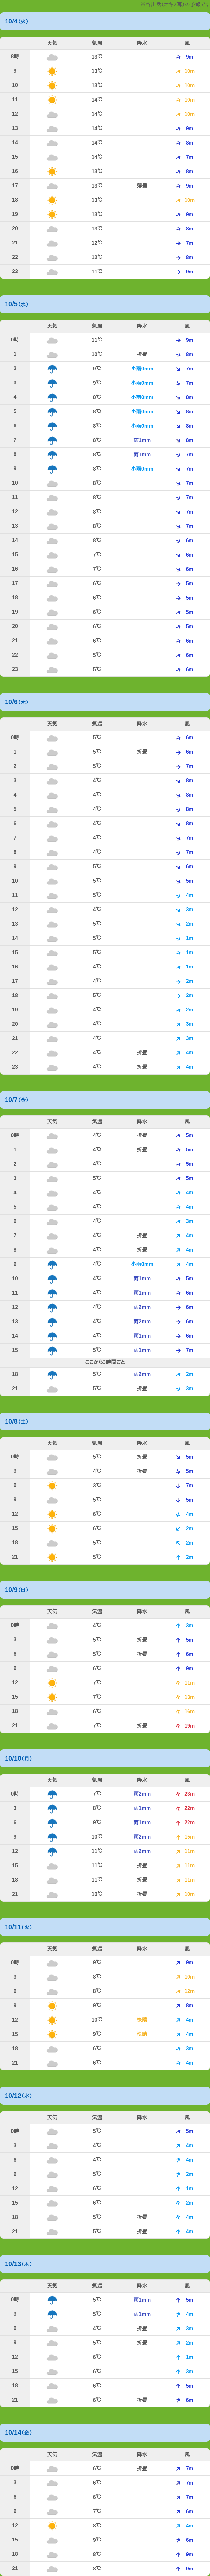 10/4(火)
天気 気温 降水 風
8時 13℃ 9m
9 13℃ 10m
10 13℃ 10m
11 14℃ 10m
12 14℃ 10m
13 14℃ 9m
14 14℃ 8m
15 14℃ 7m
16 13℃ 8m
17 13℃ 薄曇 9m
18 13℃ 10m
19 13℃ 9m
20 13℃ 8m
21 12℃ 7m
22 12℃ 8m
23 11℃ 9m
10/5(水)
天気 気温 降水 風
0時 11℃ 9m
1 10℃ 折曇 8m
2 9℃ 小雨0mm 7m
3 9℃ 小雨0mm 7m
4 8℃ 小雨0mm 8m
5 8℃ 小雨0mm 8m
6 8℃ 小雨0mm 8m
7 8℃ 雨1mm 8m
8 8℃ 雨1mm 7m
9 8℃ 小雨0mm 7m
10 8℃ 7m
11 8℃ 7m
12 8℃ 7m
13 8℃ 7m
14 8℃ 6m
15 7℃ 6m
16 7℃ 6m
17 6℃ 5m
18 6℃ 5m
19 6℃ 5m
20 6℃ 5m
21 6℃ 6m
22 5℃ 6m
23 5℃ 6m
10/6(木)
天気 気温 降水 風
0時 5℃ 6m
1 5℃ 折曇 6m
2 5℃ 7m
3 4℃ 8m
4 4℃ 8m
5 4℃ 8m
6 4℃ 8m
7 4℃ 7m
8 4℃ 7m
9 5℃ 6m
10 5℃ 5m
11 5℃ 4m
12 4℃ 3m
13 5℃ 2m
14 5℃ 1m
15 5℃ 1m
16 4℃ 1m
17 4℃ 2m
18 5℃ 2m
19 4℃ 2m
20 4℃ 3m
21 4℃ 3m
22 4℃ 折曇 4m
23 4℃ 折曇 4m
10/7(金)
天気 気温 降水 風
0時 4℃ 折曇 5m
1 4℃ 折曇 5m
2 4℃ 5m
3 5℃ 5m
4 4℃ 4m
5 4℃ 4m
6 4℃ 3m
7 4℃ 折曇 4m
8 4℃ 折曇 4m
9 4℃ 小雨0mm 4m
10 4℃ 雨1mm 5m
11 4℃ 雨1mm 6m
12 4℃ 雨2mm 6m
13 4℃ 雨2mm 6m
14 5℃ 雨1mm 6m
15 5℃ 雨1mm 7m
ここから3時間ごと
18 5℃ 雨2mm 2m
21 5℃ 折曇 3m
10/8(土)
天気 気温 降水 風
0時 5℃ 折曇 5m
3 4℃ 折曇 5m
6 3℃ 7m
9 5℃ 5m
12 6℃ 4m
15 6℃ 2m
18 5℃ 2m
21 5℃ 2m
10/9(日)
天気 気温 降水 風
0時 4℃ 3m
3 5℃ 折曇 5m
6 5℃ 折曇 6m
9 6℃ 9m
12 7℃ 11m
15 7℃ 13m
18 6℃ 16m
21 7℃ 折曇 19m
10/10(月)
天気 気温 降水 風
0時 7℃ 雨2mm 23m
3 8℃ 雨1mm 22m
6 9℃ 雨1mm 22m
9 10℃ 雨2mm 15m
12 11℃ 雨2mm 11m
15 11℃ 折曇 11m
18 11℃ 折曇 11m
21 10℃ 折曇 10m
10/11(火)
天気 気温 降水 風
0時 9℃ 9m
3 8℃ 10m
6 8℃ 12m
9 9℃ 8m
12 10℃ 快晴 4m
15 9℃ 快晴 4m
18 6℃ 3m
21 6℃ 4m
10/12(水)
天気 気温 降水 風
0時 5℃ 5m
3 4℃ 4m
6 4℃ 4m
9 5℃ 2m
12 6℃ 1m
15 6℃ 2m
18 5℃ 折曇 4m
21 5℃ 折曇 4m
10/13(木)
天気 気温 降水 風
0時 5℃ 雨1mm 5m
3 5℃ 雨1mm 4m
6 4℃ 折曇 3m
9 5℃ 折曇 2m
12 6℃ 1m
15 6℃ 3m
18 6℃ 5m
21 6℃ 折曇 6m
10/14(金)
天気 気温 降水 風
0時 6℃ 折曇 7m
3 6℃ 7m
6 6℃ 7m
9 7℃ 6m
12 8℃ 4m
15 9℃ 6m
18 8℃ 9m
21 8℃ 9m